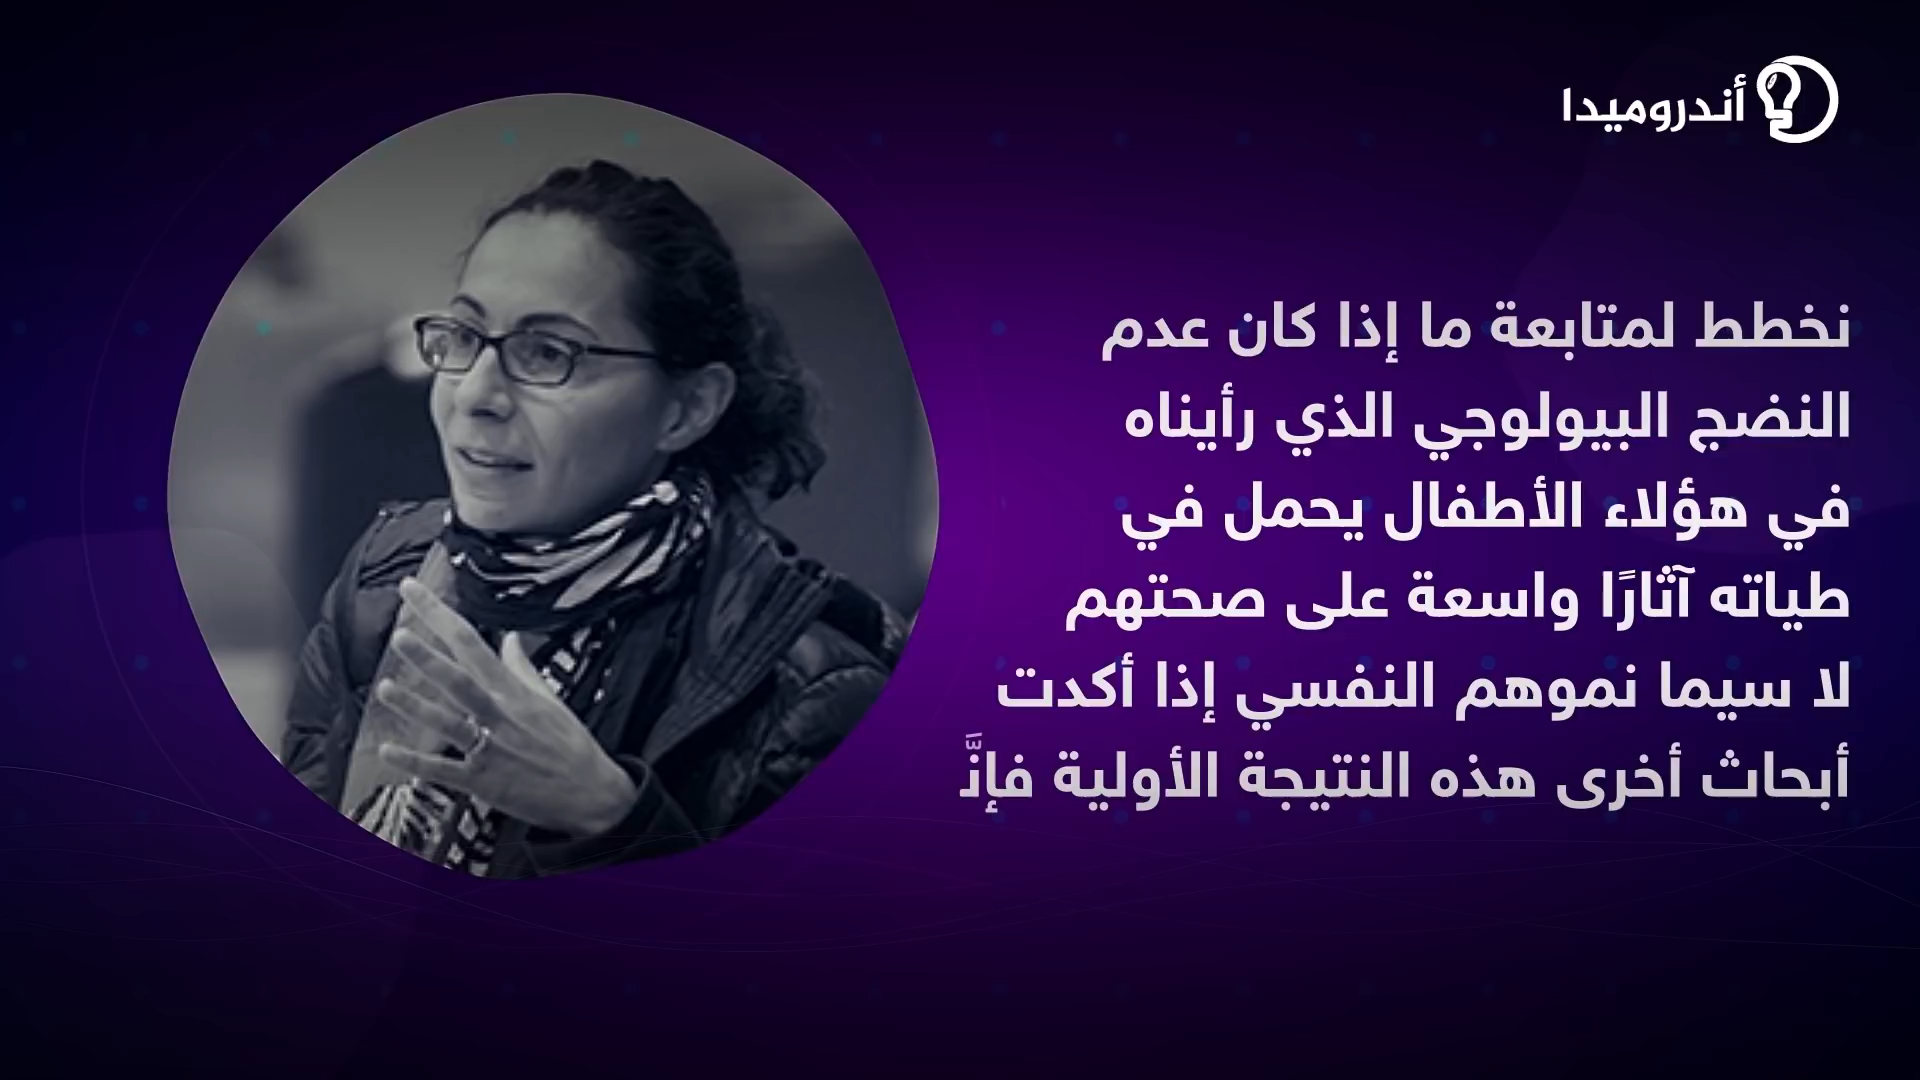 أندروميدا
نخطط لمتابعة ما إذا كان عدم
النضج البيولوجي الذي رأيناه
في هؤلاء الأطفال يحمل في
طياته آثارًا واسعة على صحتهم
لا سيما نموهم النفسي إذا أكدت
أبحاث أخرى هذه النتيجة الأولية